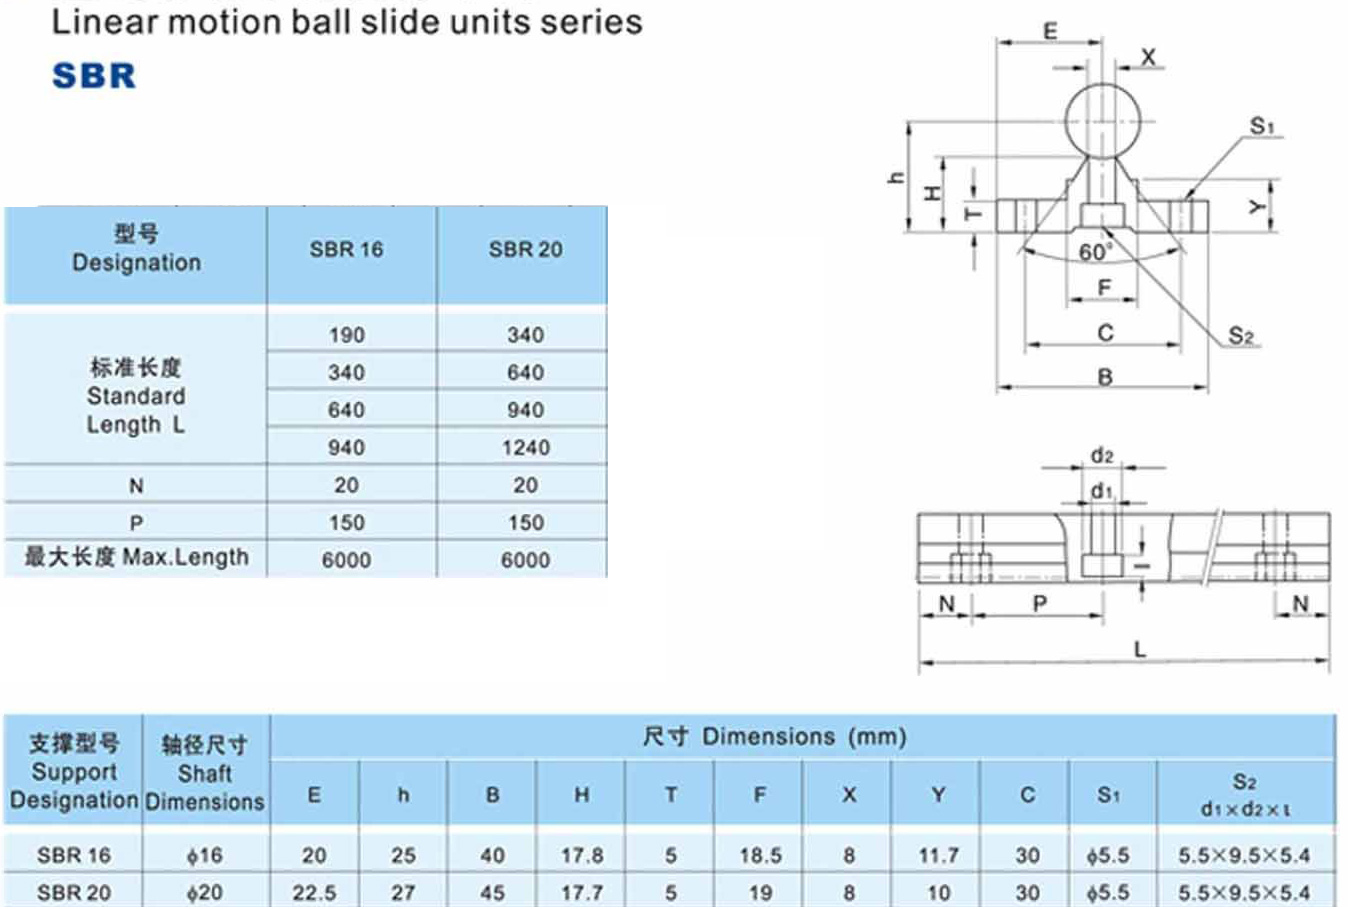 Linear motion ball slide units series
SBR
型号
Designation
SBR 16
SBR 20
标准长度
Standard
Length L
190
340
340
640
640
940
940
1240
N
20
20
P
150
150
最大长度 Max.Length
6000
6000
E
X
S1
h
H
T
Y
60°
F
C
S2
B
d2
d1
l
N
P
N
L
支撑型号
Support
Designation
轴径尺寸
Shaft
Dimensions
尺寸 Dimensions (mm)
E
h
B
H
T
F
X
Y
C
S1
S2
d1×d2×l
SBR 16
ϕ16
20
25
40
17.8
5
18.5
8
11.7
30
ϕ5.5
5.5×9.5×5.4
SBR 20
ϕ20
22.5
27
45
17.7
5
19
8
10
30
ϕ5.5
5.5×9.5×5.4